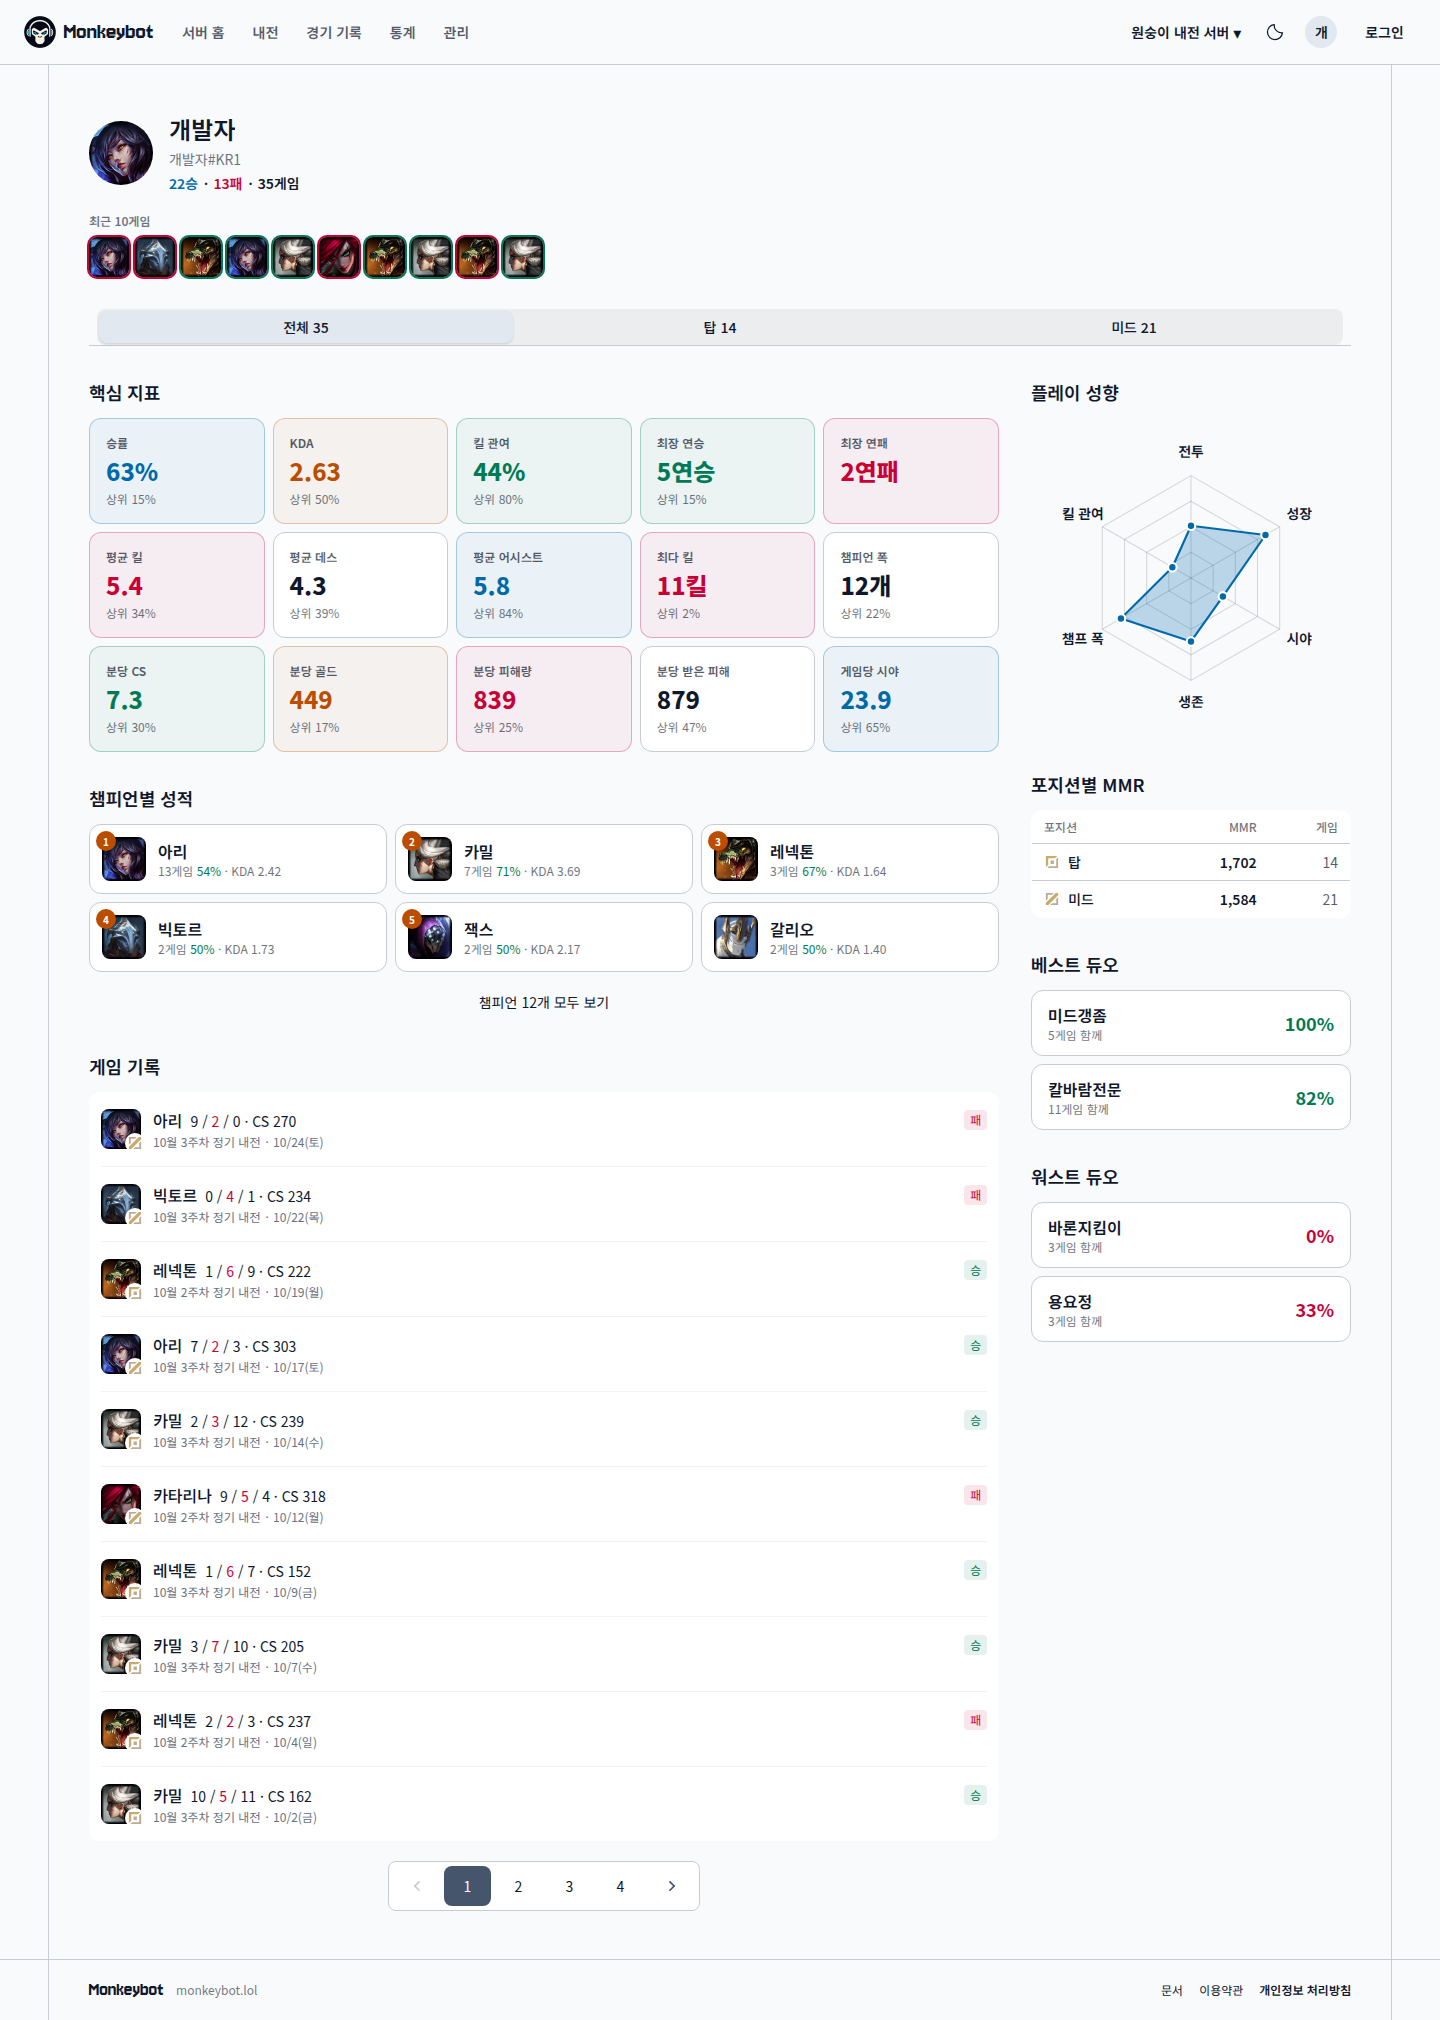 Monkeybot 서버 홈 내전 경기 기록 통계 관리 원숭이 내전 서버 ▾ 개 로그인
개발자
개발자#KR1
22승 · 13패 · 35게임
최근 10게임
전체 35 탑 14 미드 21
핵심 지표
승률 KDA 킬 관여 최장 연승 최장 연패
63% 2.63 44% 5연승 2연패
상위 15% 상위 50% 상위 80% 상위 15%
평균 킬 평균 데스 평균 어시스트 최다 킬 챔피언 폭
5.4 4.3 5.8 11킬 12개
상위 34% 상위 39% 상위 84% 상위 2% 상위 22%
분당 CS 분당 골드 분당 피해량 분당 받은 피해 게임당 시야
7.3 449 839 879 23.9
상위 30% 상위 17% 상위 25% 상위 47% 상위 65%
챔피언별 성적
1 아리 2 카밀 3 레넥톤
13게임 54% · KDA 2.42 7게임 71% · KDA 3.69 3게임 67% · KDA 1.64
4 빅토르 5 잭스 갈리오
2게임 50% · KDA 1.73 2게임 50% · KDA 2.17 2게임 50% · KDA 1.40
챔피언 12개 모두 보기
게임 기록
아리 9 / 2 / 0 · CS 270 패
10월 3주차 정기 내전 · 10/24(토)
빅토르 0 / 4 / 1 · CS 234 패
10월 3주차 정기 내전 · 10/22(목)
레넥톤 1 / 6 / 9 · CS 222 승
10월 2주차 정기 내전 · 10/19(월)
아리 7 / 2 / 3 · CS 303 승
10월 3주차 정기 내전 · 10/17(토)
카밀 2 / 3 / 12 · CS 239 승
10월 3주차 정기 내전 · 10/14(수)
카타리나 9 / 5 / 4 · CS 318 패
10월 2주차 정기 내전 · 10/12(월)
레넥톤 1 / 6 / 7 · CS 152 승
10월 3주차 정기 내전 · 10/9(금)
카밀 3 / 7 / 10 · CS 205 승
10월 3주차 정기 내전 · 10/7(수)
레넥톤 2 / 2 / 3 · CS 237 패
10월 2주차 정기 내전 · 10/4(일)
카밀 10 / 5 / 11 · CS 162 승
10월 3주차 정기 내전 · 10/2(금)
1 2 3 4
플레이 성향
전투
킬 관여 성장
챔프 폭 시야
생존
포지션별 MMR
포지션 MMR 게임
탑 1,702 14
미드 1,584 21
베스트 듀오
미드갱좀 100%
5게임 함께
칼바람전문 82%
11게임 함께
워스트 듀오
바론지킴이 0%
3게임 함께
용요정 33%
3게임 함께
Monkeybot monkeybot.lol 문서 이용약관 개인정보 처리방침